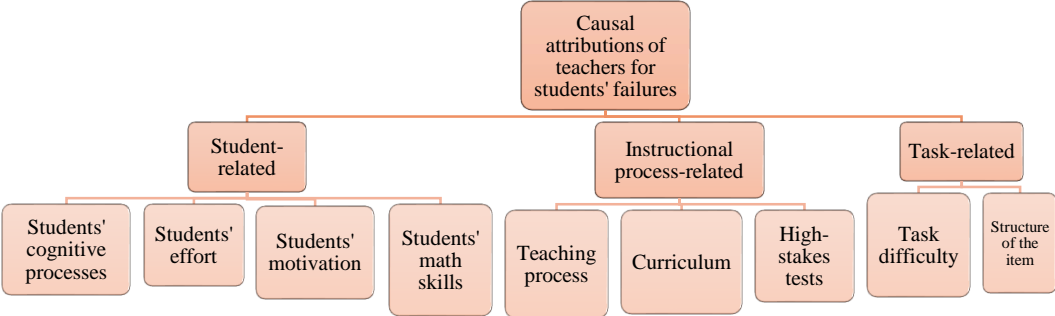 Causal
attributions of
teachers for
students' failures
Student-
related
Instructional
process-related
Task-related
Students'
cognitive
processes
Students'
effort
Students'
motivation
Students'
math
skills
Teaching
process
Curriculum
High-
stakes
tests
Task
difficulty
Structure
of the
item